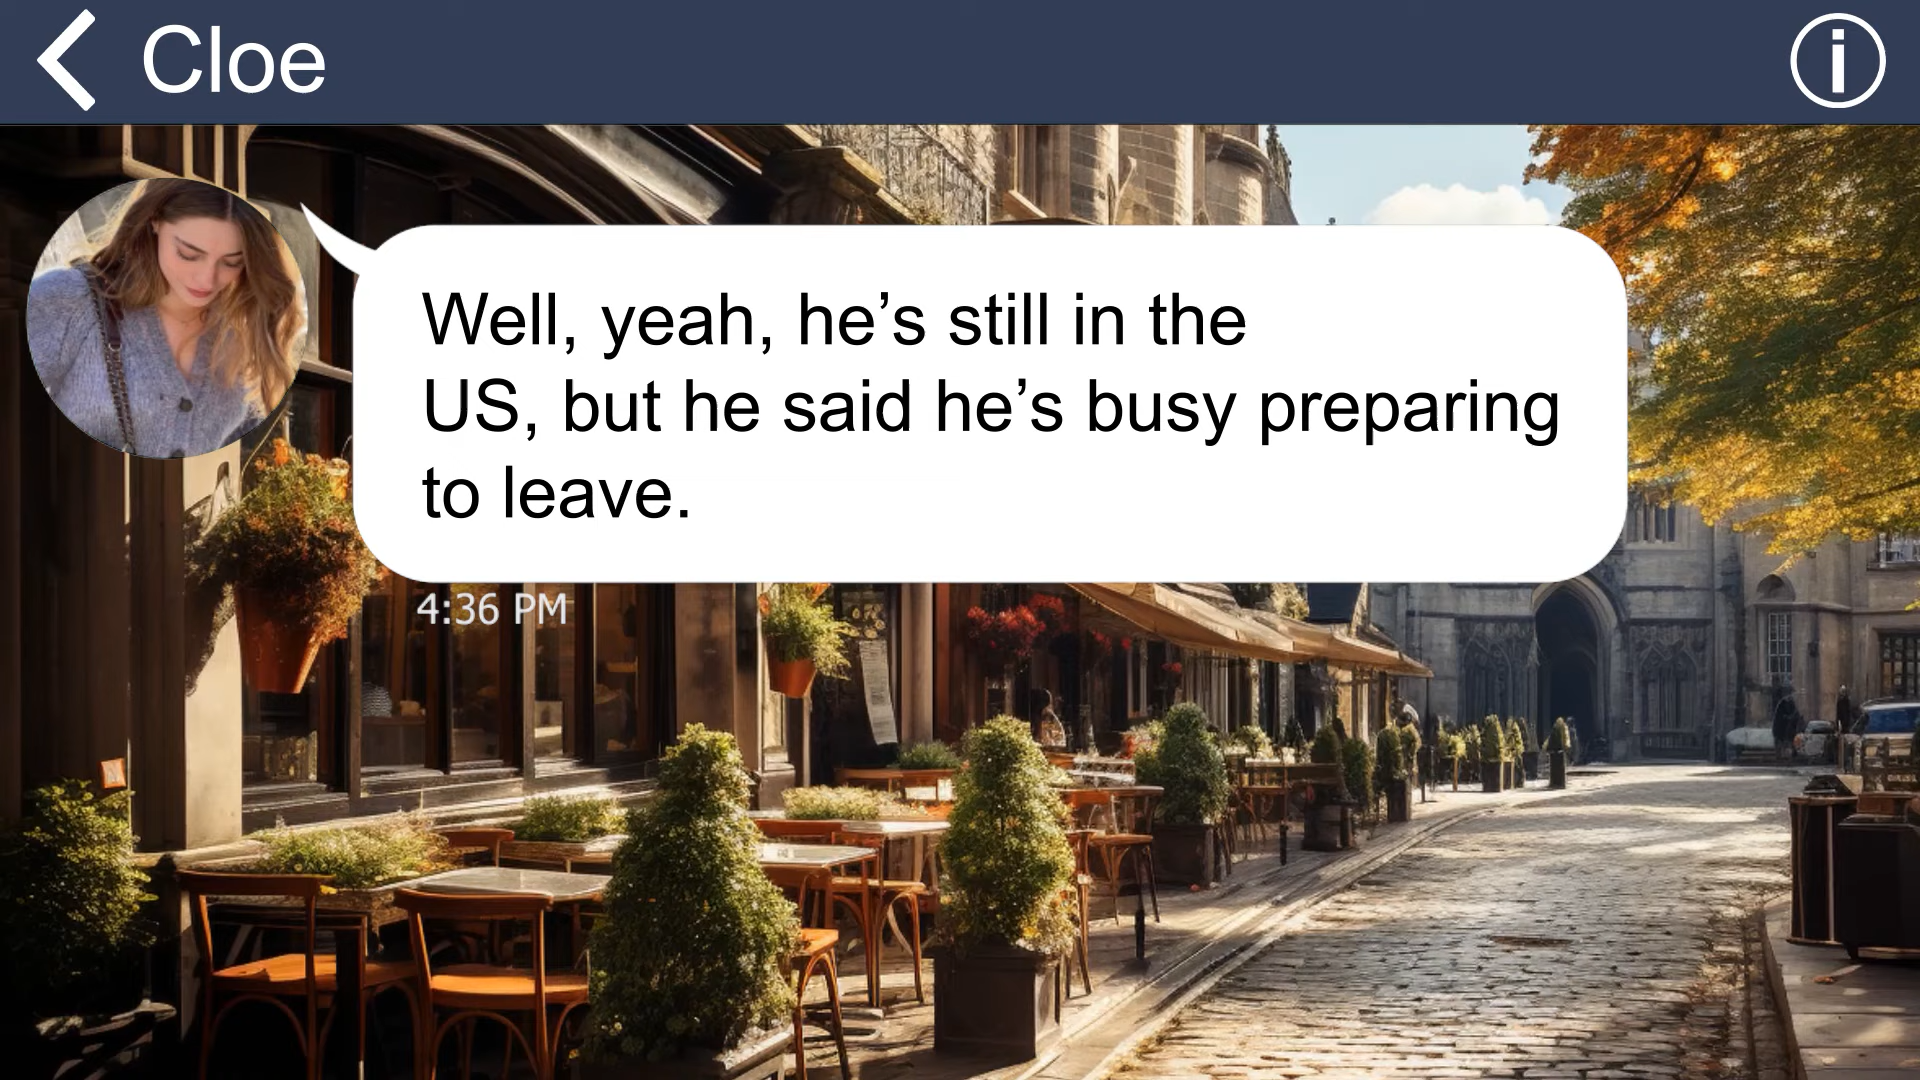 Cloe
Well, yeah, he’s still in the
US, but he said he’s busy preparing
to leave.
4:36 PM